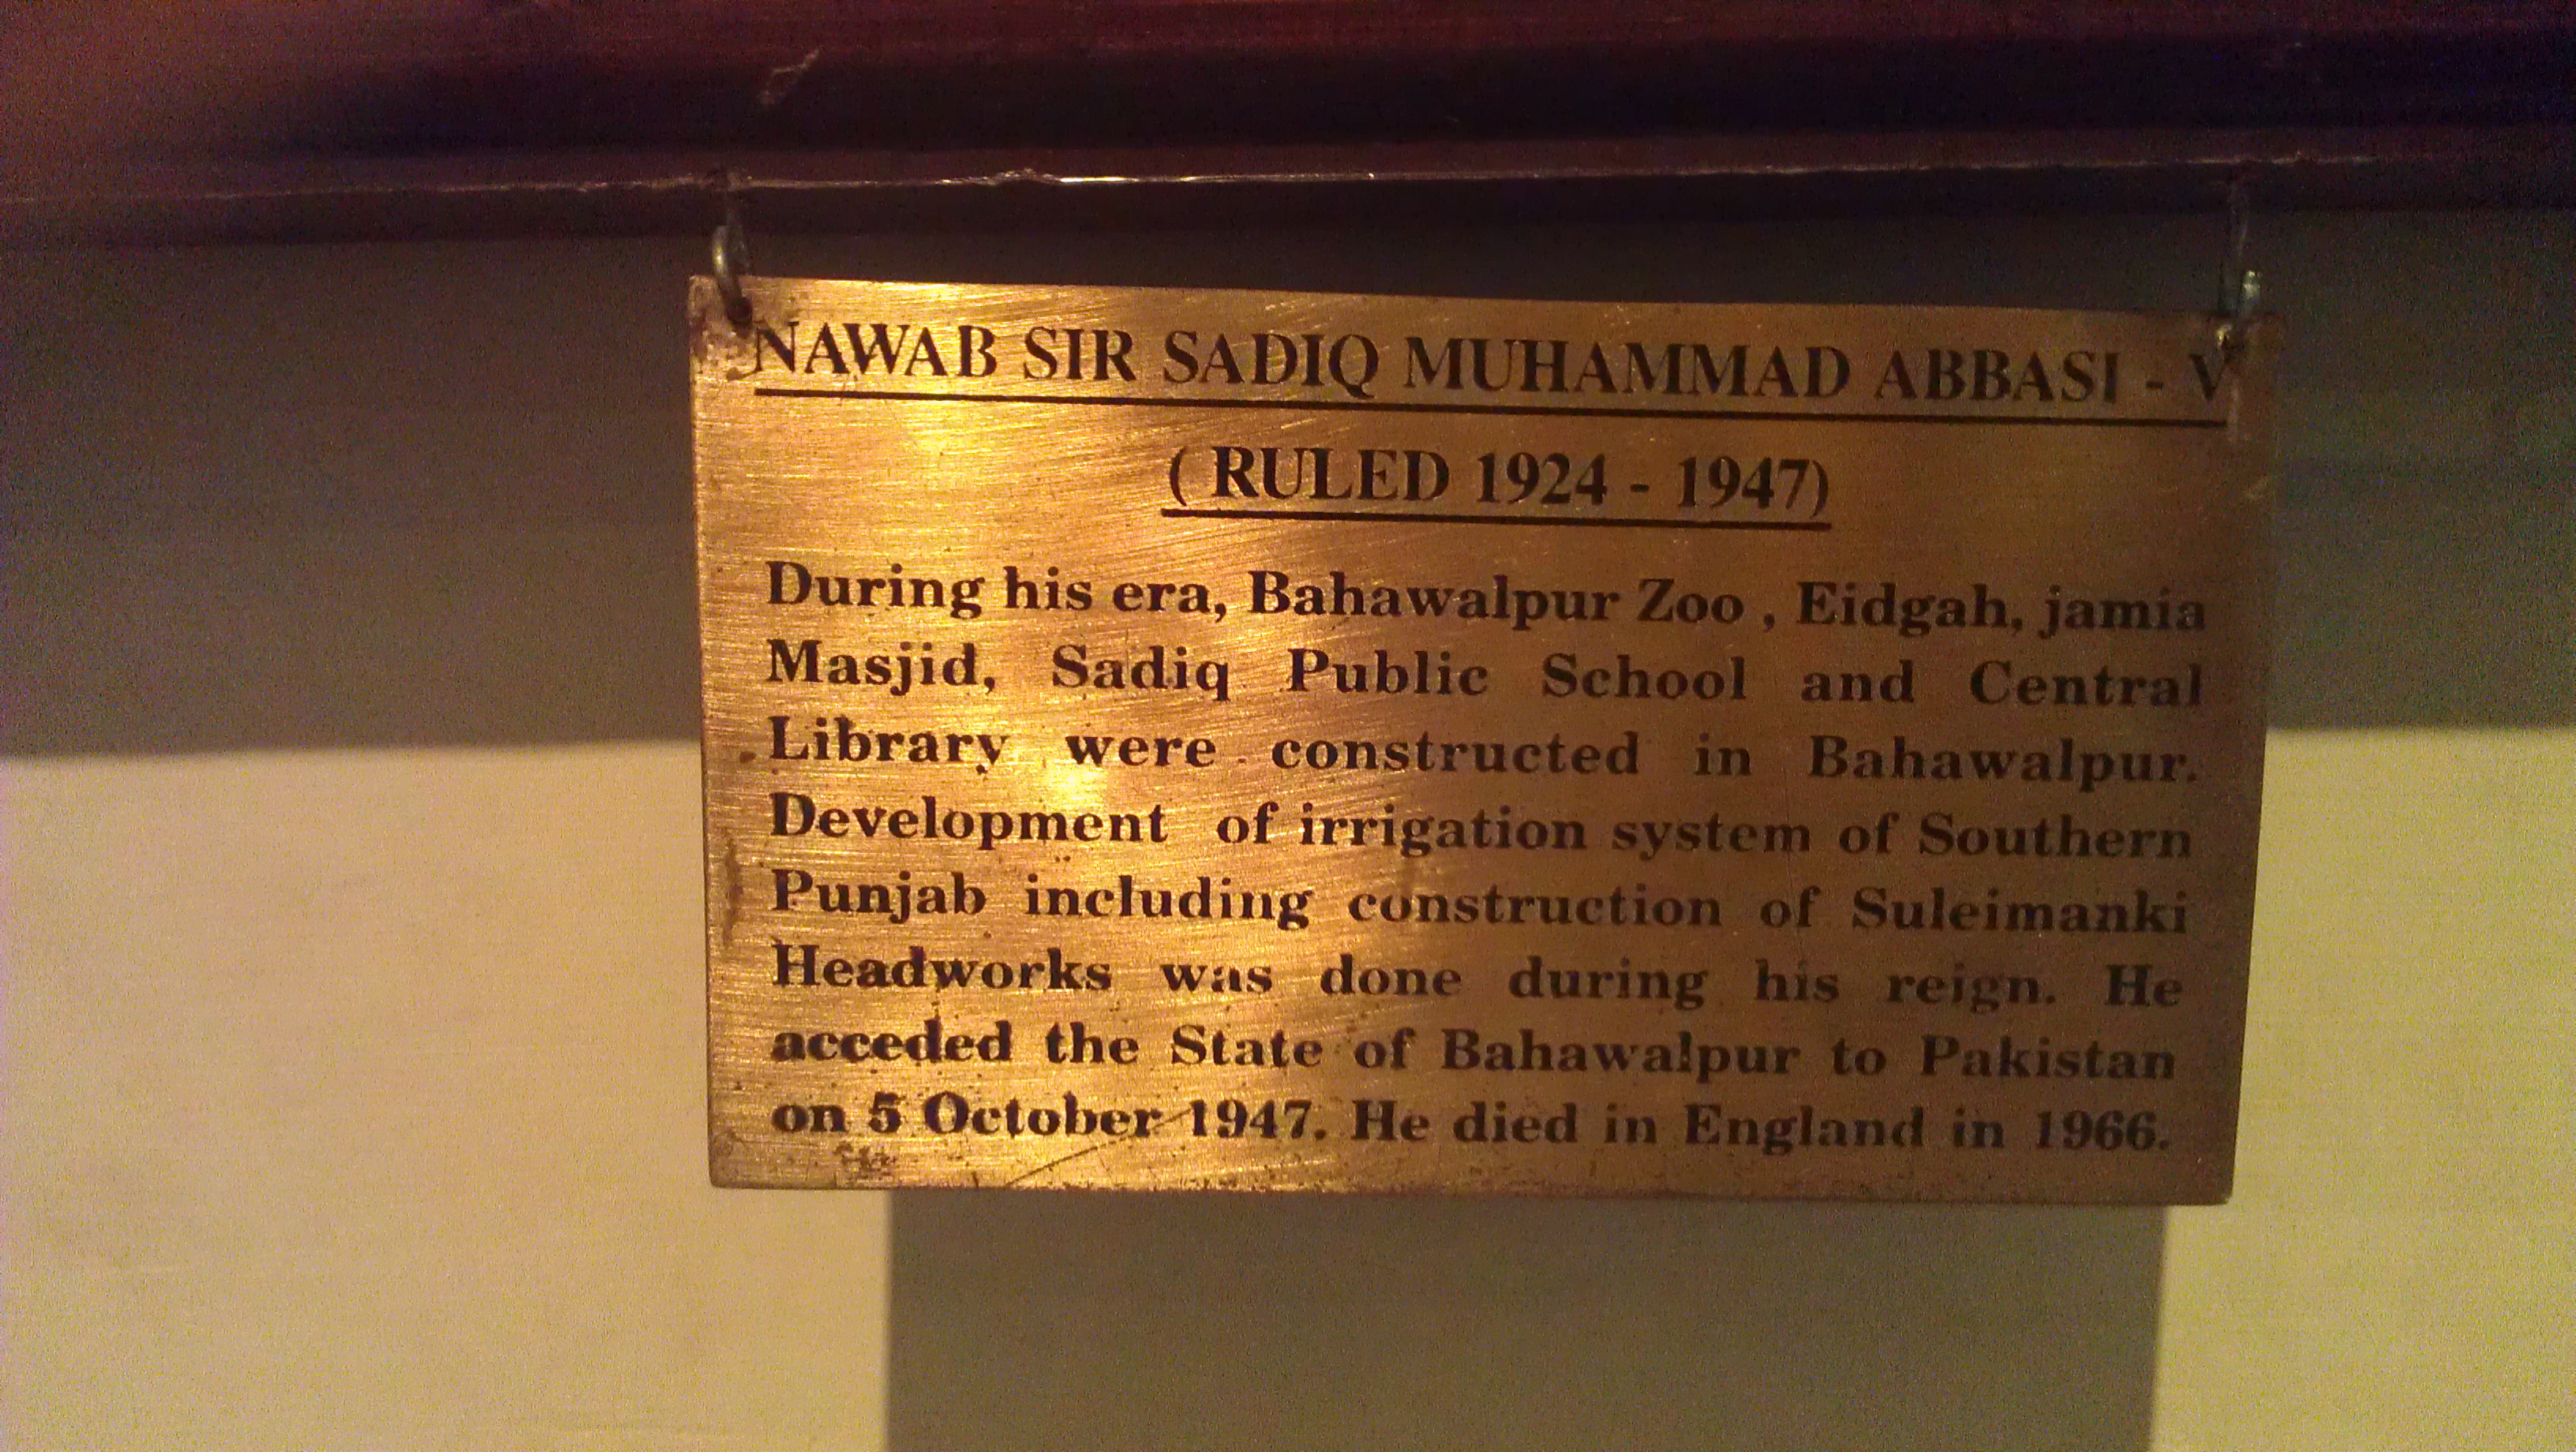 NAWAB SIR SADIQ MUHAMMAD ABBASI - V
( RULED 1924 - 1947)
During his era, Bahawalpur Zoo , Eidgah, jamia
Masjid, Sadiq Public School and Central
Library were constructed in Bahawalpur.
Development of irrigation system of Southern
Punjab including construction of Suleimanki
Headworks was done during his reign. He
acceded the State of Bahawalpur to Pakistan
on 5 October 1947. He died in England in 1966.